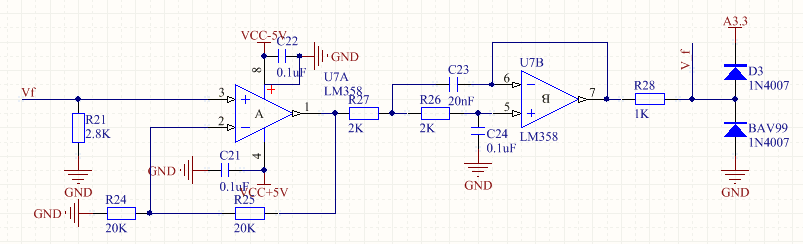 VCC-5V
C22
GND
0.1uF
8
U7A
LM358
Vf
3
2
1
A
4
R21
2.8K
GND
C21
GND
0.1uF
VCC+5V
R24
GND
20K
R25
20K
R27
2K
C23
20nF
R26
2K
C24
0.1uF
GND
U7B
6
5
7
B
LM358
R28
1K
V_f
A3.3
D3
1N4007
BAV99
1N4007
GND